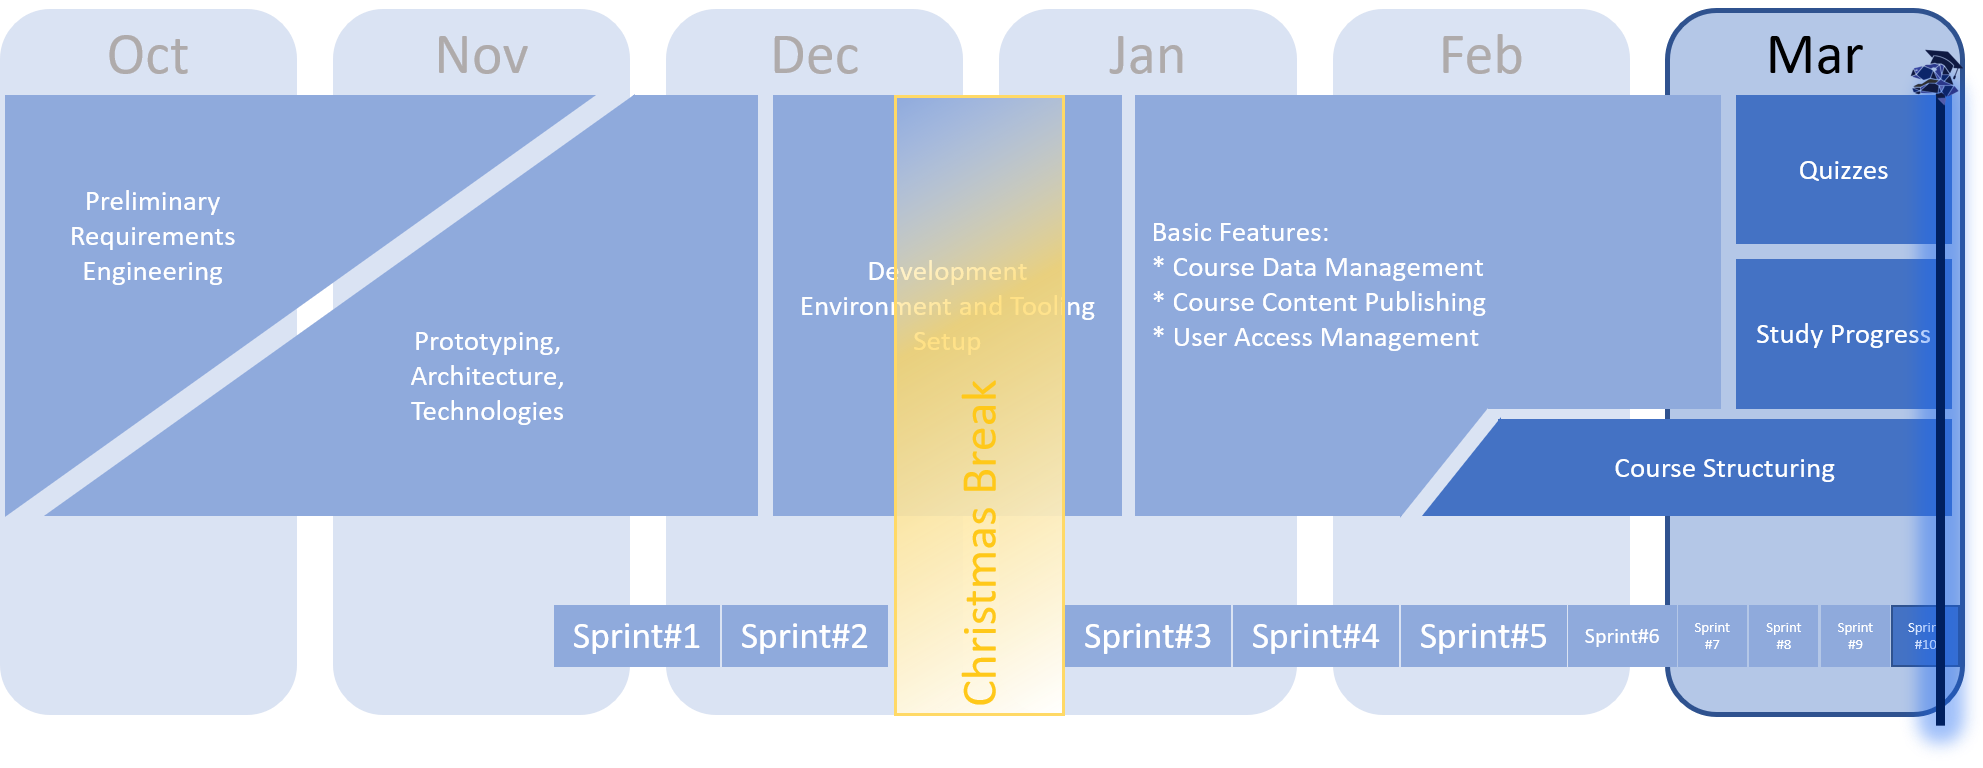 Oct
Nov
Dec
Jan
Feb
Mar
Preliminary
Requirements
Engineering
Prototyping,
Architecture,
Technologies
Development
Environment and Tooling
Setup
Christmas Break
Basic Features:
* Course Data Management
* Course Content Publishing
* User Access Management
Quizzes
Study Progress
Course Structuring
Sprint#1
Sprint#2
Sprint#3
Sprint#4
Sprint#5
Sprint#6
Sprint
#7
Sprint
#8
Sprint
#9
Sprint
#10